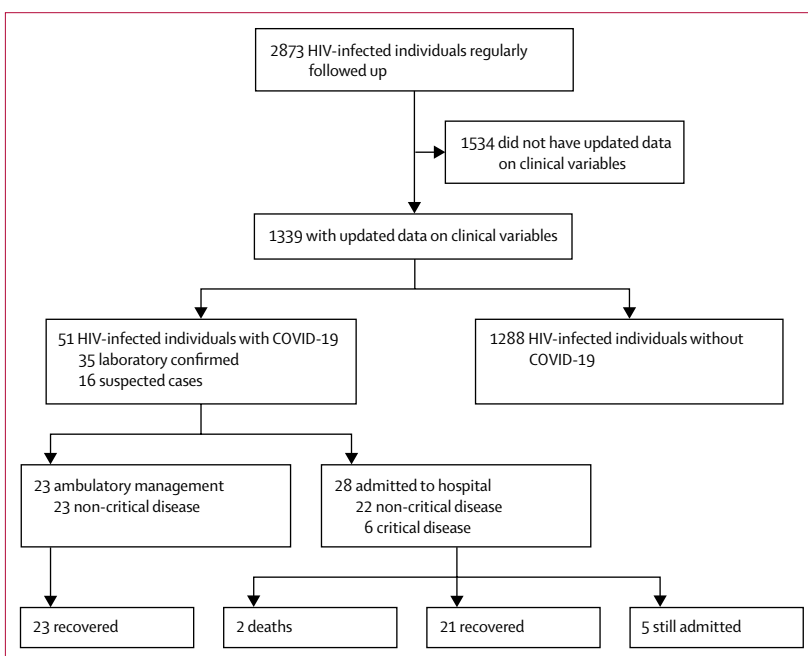 2873 HIV-infected individuals regularly
followed up
1534 did not have updated data
on clinical variables
1339 with updated data on clinical variables
51 HIV-infected individuals with COVID-19
35 laboratory confirmed
16 suspected cases
1288 HIV-infected individuals without
COVID-19
23 ambulatory management
23 non-critical disease
28 admitted to hospital
22 non-critical disease
6 critical disease
23 recovered
2 deaths
21 recovered
5 still admitted